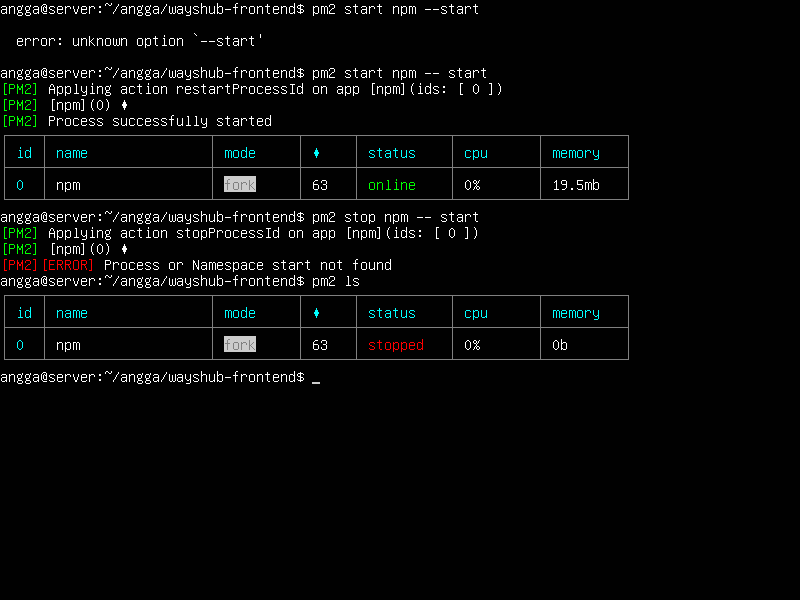 angga@server:~/angga/wayshub-frontend$ pm2 start npm --start
error: unknown option `--start'
angga@server:~/angga/wayshub-frontend$ pm2 start npm -- start
[PM2] Applying action restartProcessId on app [npm](ids: [ 0 ])
[PM2] [npm](0) ♦
[PM2] Process successfully started
id name mode ♦ status cpu memory
0 npm fork 63 online 0% 19.5mb
angga@server:~/angga/wayshub-frontend$ pm2 stop npm -- start
[PM2] Applying action stopProcessId on app [npm](ids: [ 0 ])
[PM2] [npm](0) ♦
[PM2][ERROR] Process or Namespace start not found
angga@server:~/angga/wayshub-frontend$ pm2 ls
id name mode ♦ status cpu memory
0 npm fork 63 stopped 0% 0b
angga@server:~/angga/wayshub-frontend$ _